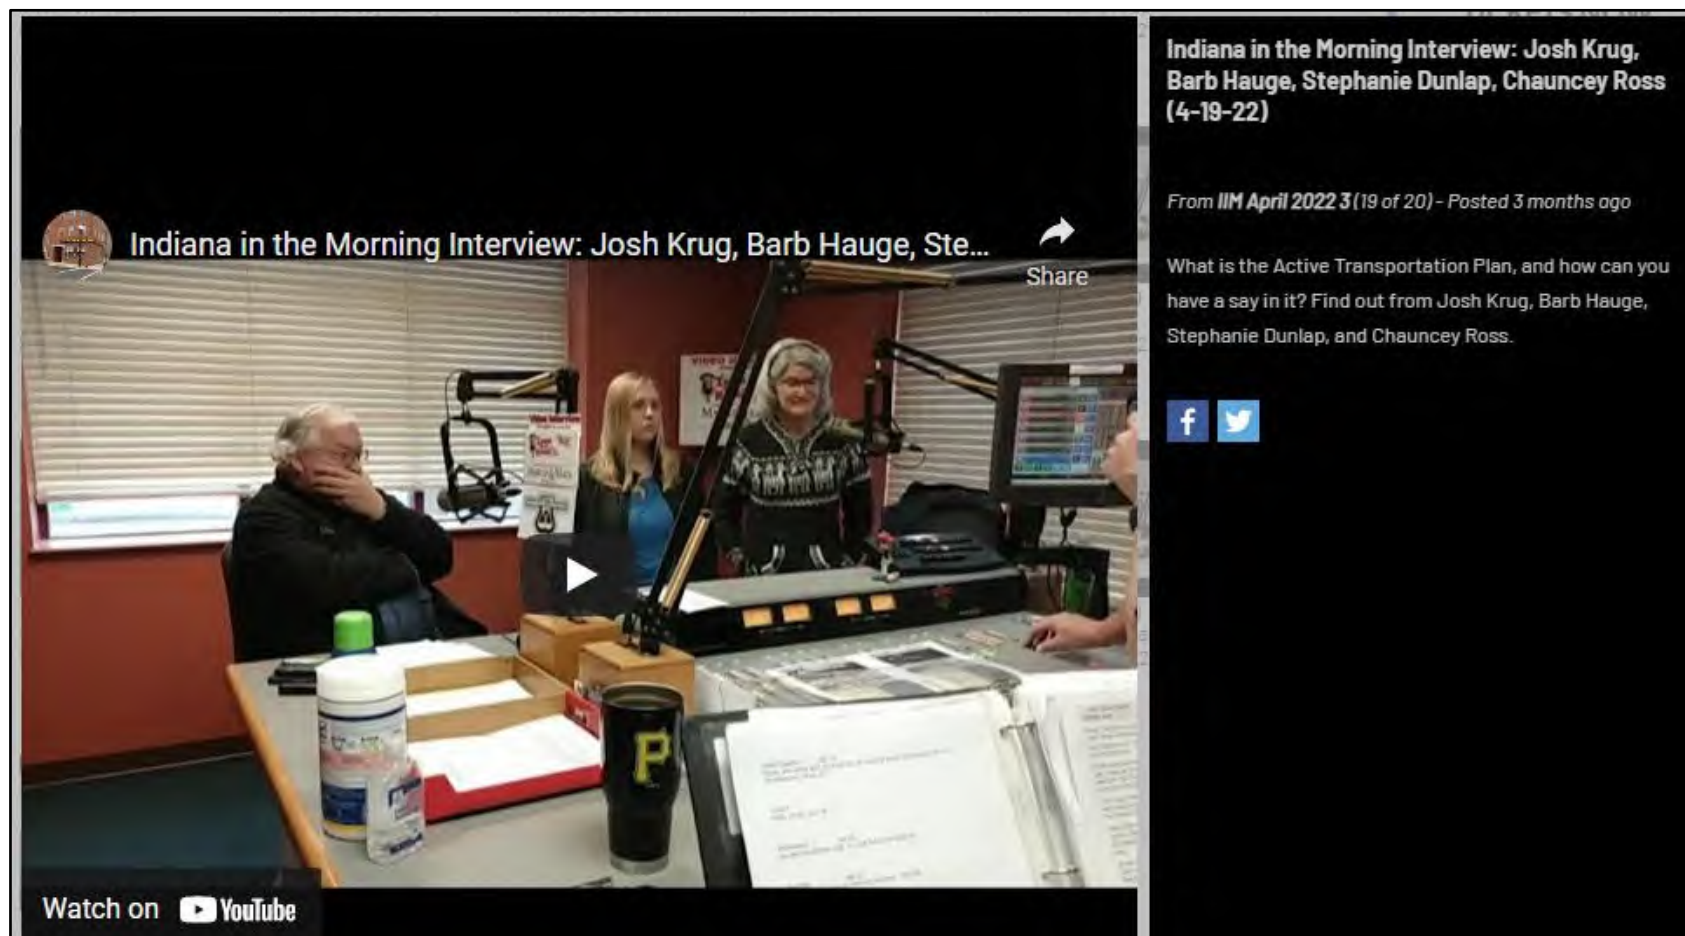 Indiana in the Morning Interview: Josh Krug, Barb Hauge, Ste...
Share
P
Watch on YouTube
Indiana in the Morning Interview: Josh Krug,
Barb Hauge, Stephanie Dunlap, Chauncey Ross
(4-19-22)
From IIM April 2022 3 (19 of 20) - Posted 3 months ago
What is the Active Transportation Plan, and how can you
have a say in it? Find out from Josh Krug, Barb Hauge,
Stephanie Dunlap, and Chauncey Ross.